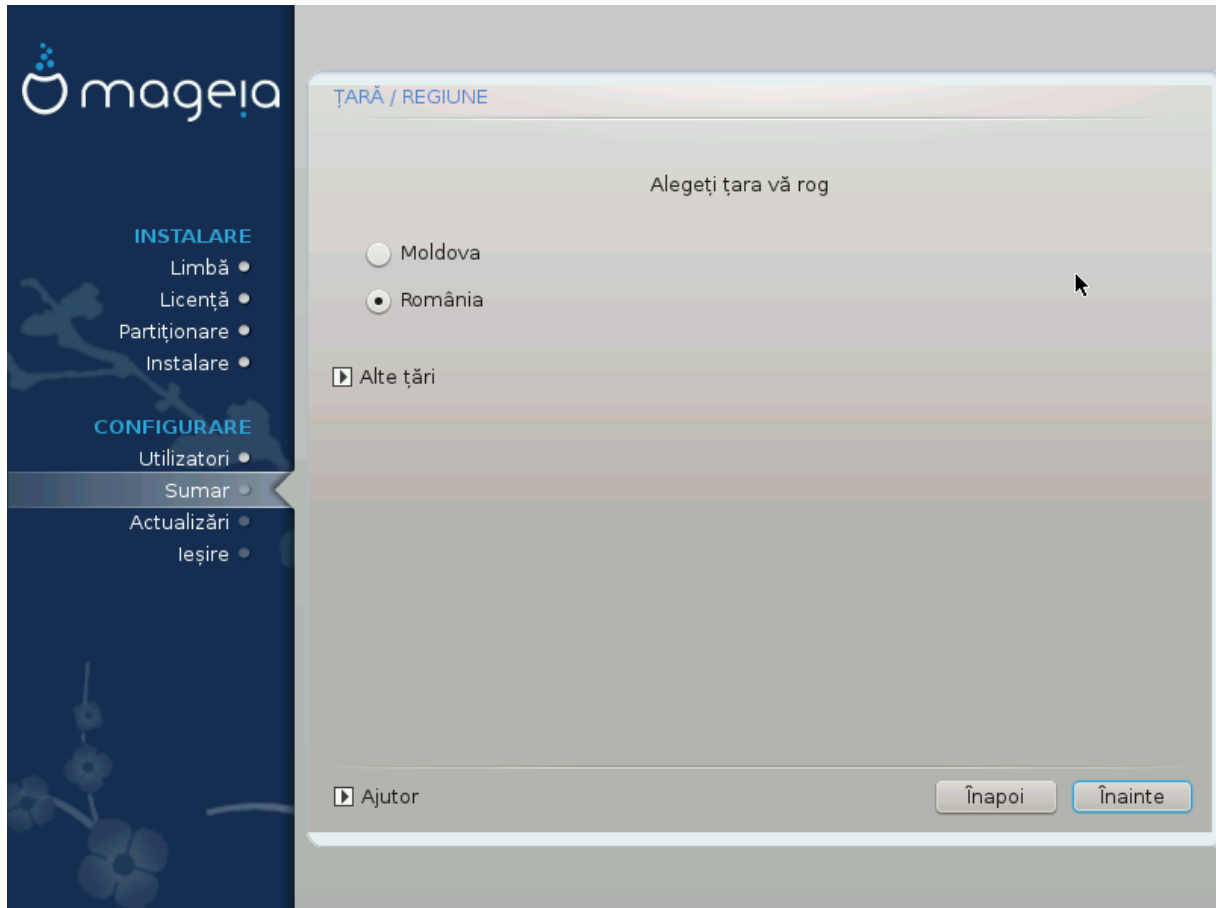 mageia
INSTALARE
Limbă
Licență
Partiționare
Instalare
CONFIGURARE
Utilizatori
Sumar
Actualizări
Ieșire
ȚARĂ / REGIUNE
Alegeți țara vă rog
Moldova
România
Alte țări
Ajutor
Înapoi
Înainte